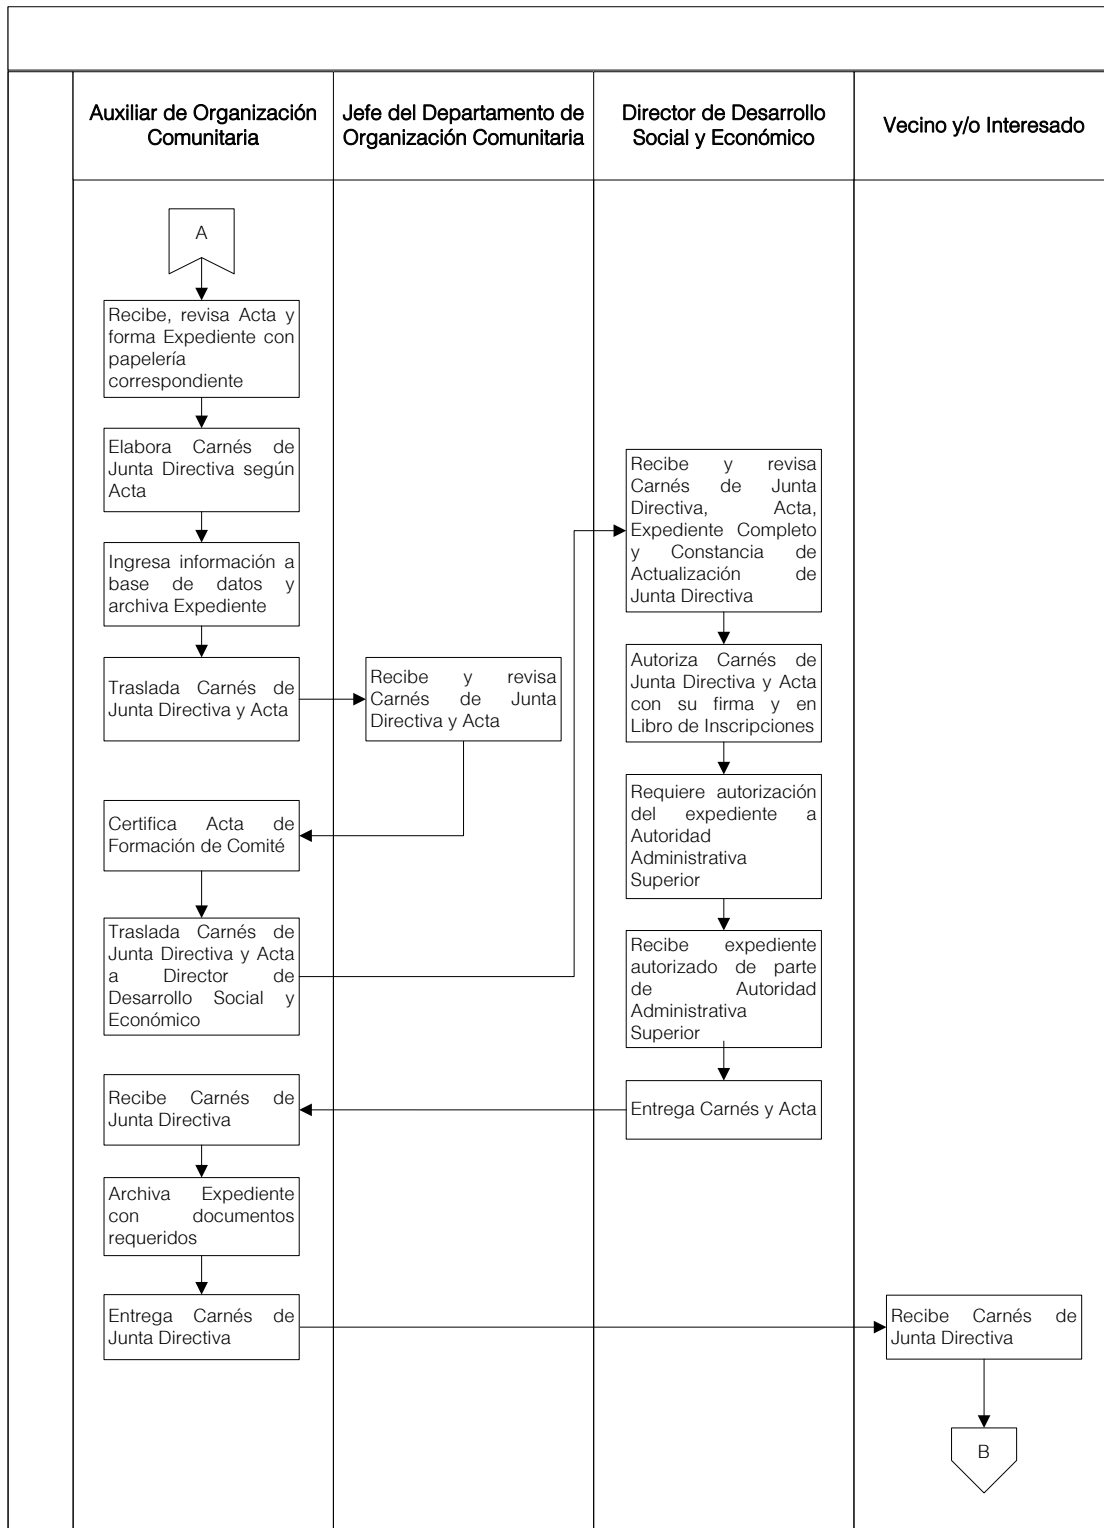 Auxiliar de Organización
Comunitaria
Jefe del Departamento de
Organización Comunitaria
Director de Desarrollo
Social y Económico
Vecino y/o Interesado
A
Recibe, revisa Acta y
forma Expediente con
papelería
correspondiente
Elabora Carnés de
Junta Directiva según
Acta
Ingresa información a
base de datos y
archiva Expediente
Traslada Carnés de
Junta Directiva y Acta
Recibe y revisa
Carnés de Junta
Directiva y Acta
Certifica Acta de
Formación de Comité
Traslada Carnés de
Junta Directiva y Acta
a Director de
Desarrollo Social y
Económico
Recibe y revisa
Carnés de Junta
Directiva, Acta,
Expediente Completo
y Constancia de
Actualización de
Junta Directiva
Autoriza Carnés de
Junta Directiva y Acta
con su firma y en
Libro de Inscripciones
Requiere autorización
del expediente a
Autoridad
Administrativa
Superior
Recibe expediente
autorizado de parte
de Autoridad
Administrativa
Superior
Entrega Carnés y Acta
Recibe Carnés de
Junta Directiva
Archiva Expediente
con documentos
requeridos
Entrega Carnés de
Junta Directiva
Recibe Carnés de
Junta Directiva
B